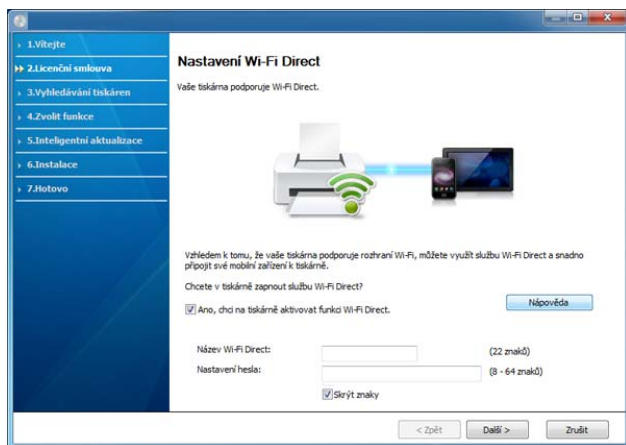 1.Vítejte
2.Licenční smlouva
3.Vyhledávání tiskáren
4.Zvolit funkce
5.Inteligentní aktualizace
6.Instalace
7.Hotovo
Nastavení Wi-Fi Direct
Vaše tiskárna podporuje Wi-Fi Direct.
Vzhledem k tomu, že vaše tiskárna podporuje rozhraní Wi-Fi, můžete využít službu Wi-Fi Direct a snadno
připojit své mobilní zařízení k tiskárně.
Chcete v tiskárně zapnout službu Wi-Fi Direct?
Ano, chci na tiskárně aktivovat funkci Wi-Fi Direct.
Nápověda
Název Wi-Fi Direct: (22 znaků)
Nastavení hesla: (8 - 64 znaků)
Skrýt znaky
< Zpět Další > Zrušit